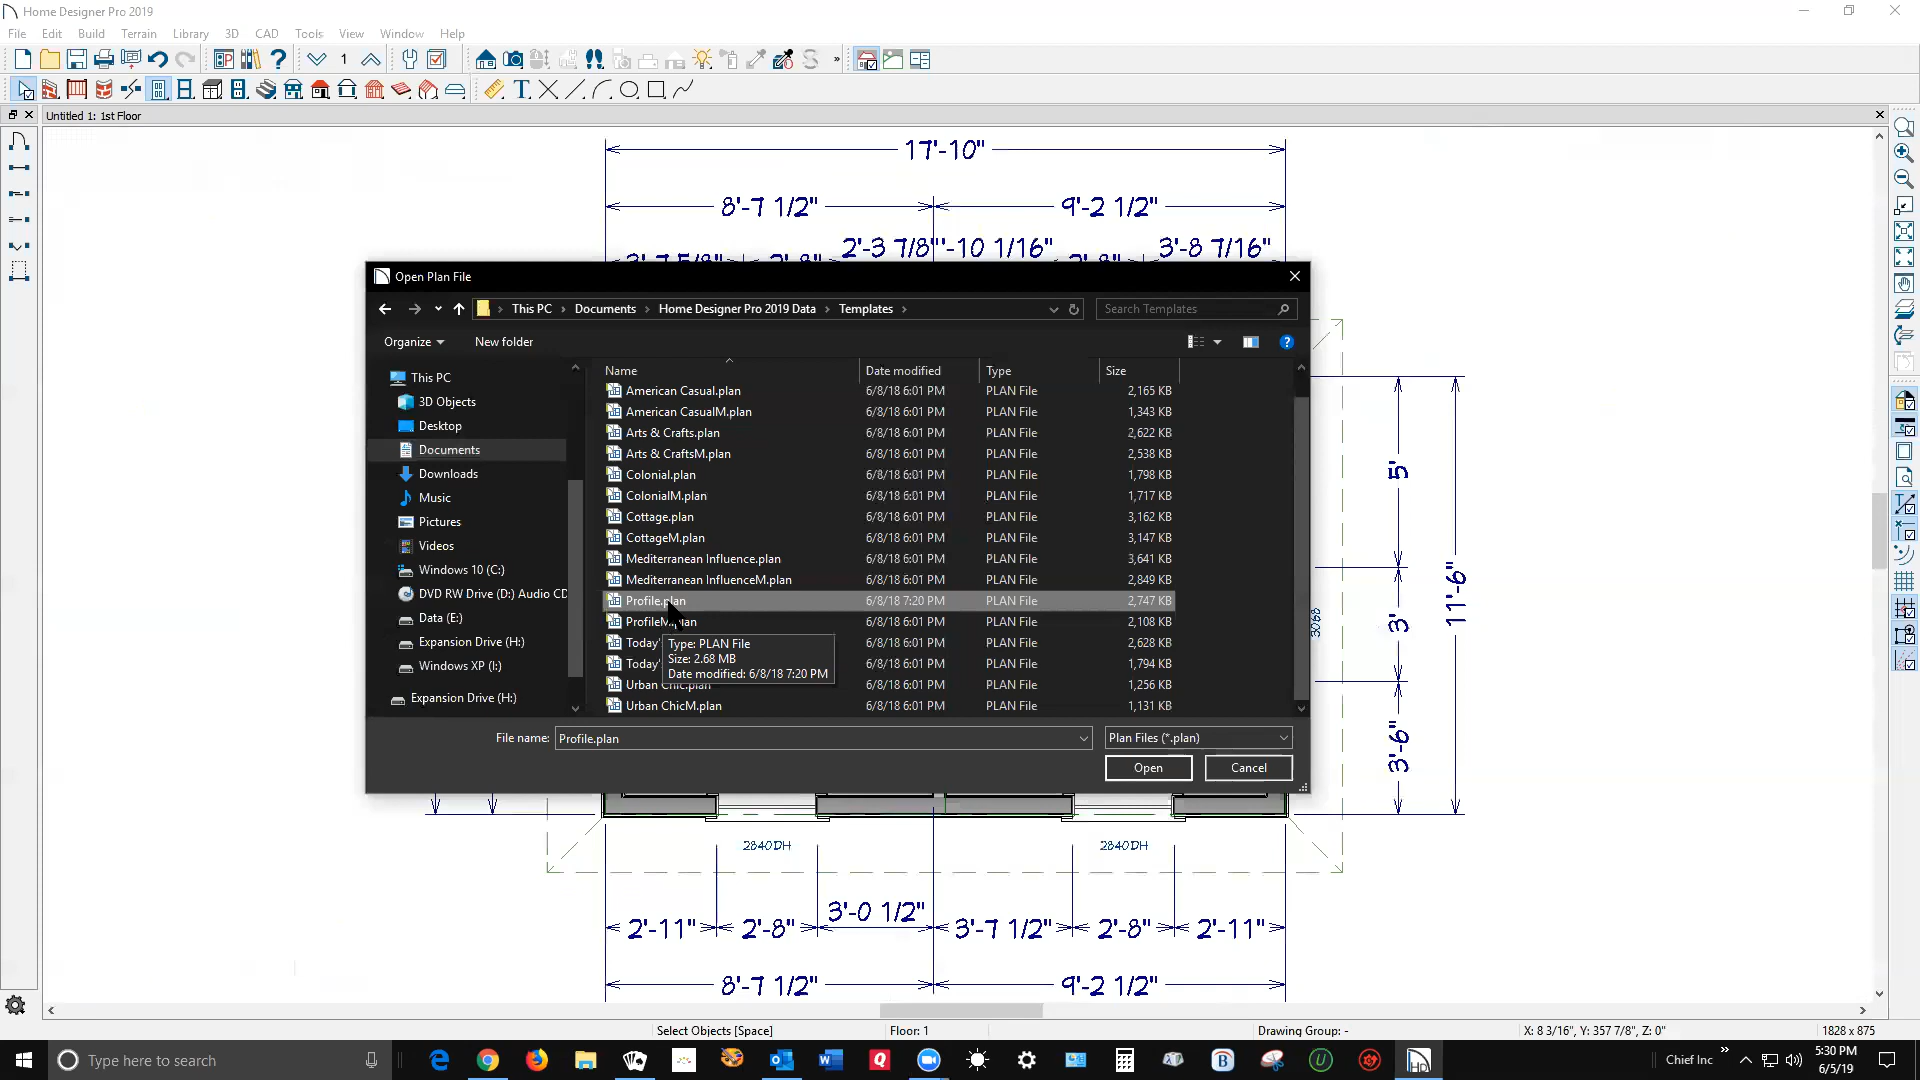 Home Designer Pro 2019
File Edit Build Terrain Library 3D CAD Tools View Window Help
1
Untitled 1: 1st Floor
17'-10"
8'-7 1/2" 9'-2 1/2"
2'-3 7/8" '-10 1/16" 3'-8 7/16"
3'-7 5/8" 2'-8" 2'-8"
Open Plan File
This PC Documents Home Designer Pro 2019 Data Templates
Search Templates
Organize New folder
Name Date modified Type Size
This PC
3D Objects
Desktop
Documents
Downloads
Music
Pictures
Videos
Windows 10 (C:)
DVD RW Drive (D:) Audio CD
Data (E:)
Expansion Drive (H:)
Windows XP (I:)
Expansion Drive (H:)
American Casual.plan 6/8/18 6:01 PM PLAN File 2,165 KB
American CasualM.plan 6/8/18 6:01 PM PLAN File 1,343 KB
Arts & Crafts.plan 6/8/18 6:01 PM PLAN File 2,622 KB
Arts & CraftsM.plan 6/8/18 6:01 PM PLAN File 2,538 KB
Colonial.plan 6/8/18 6:01 PM PLAN File 1,798 KB
ColonialM.plan 6/8/18 6:01 PM PLAN File 1,717 KB
Cottage.plan 6/8/18 6:01 PM PLAN File 3,162 KB
CottageM.plan 6/8/18 6:01 PM PLAN File 3,147 KB
Mediterranean Influence.plan 6/8/18 6:01 PM PLAN File 3,641 KB
Mediterranean InfluenceM.plan 6/8/18 6:01 PM PLAN File 2,849 KB
Profile.plan 6/8/18 7:20 PM PLAN File 2,747 KB
ProfileM.plan 6/8/18 6:01 PM PLAN File 2,108 KB
Today' 6/8/18 6:01 PM PLAN File 2,628 KB
Today' 6/8/18 6:01 PM PLAN File 1,794 KB
Urban Chic.plan 6/8/18 6:01 PM PLAN File 1,256 KB
Urban ChicM.plan 6/8/18 6:01 PM PLAN File 1,131 KB
Type: PLAN File
Size: 2.68 MB
Date modified: 6/8/18 7:20 PM
File name: Profile.plan Plan Files (*.plan)
Open Cancel
5'
3'
3'-6"
11'-6"
3068
2840DH 2840DH
2'-11" 2'-8" 3'-0 1/2" 3'-7 1/2" 2'-8" 2'-11"
8'-7 1/2" 9'-2 1/2"
Select Objects [Space] Floor: 1 Drawing Group: - X: 8 3/16", Y: 357 7/8", Z: 0" 1828 x 875
Type here to search
Chief Inc
5:30 PM
6/5/19